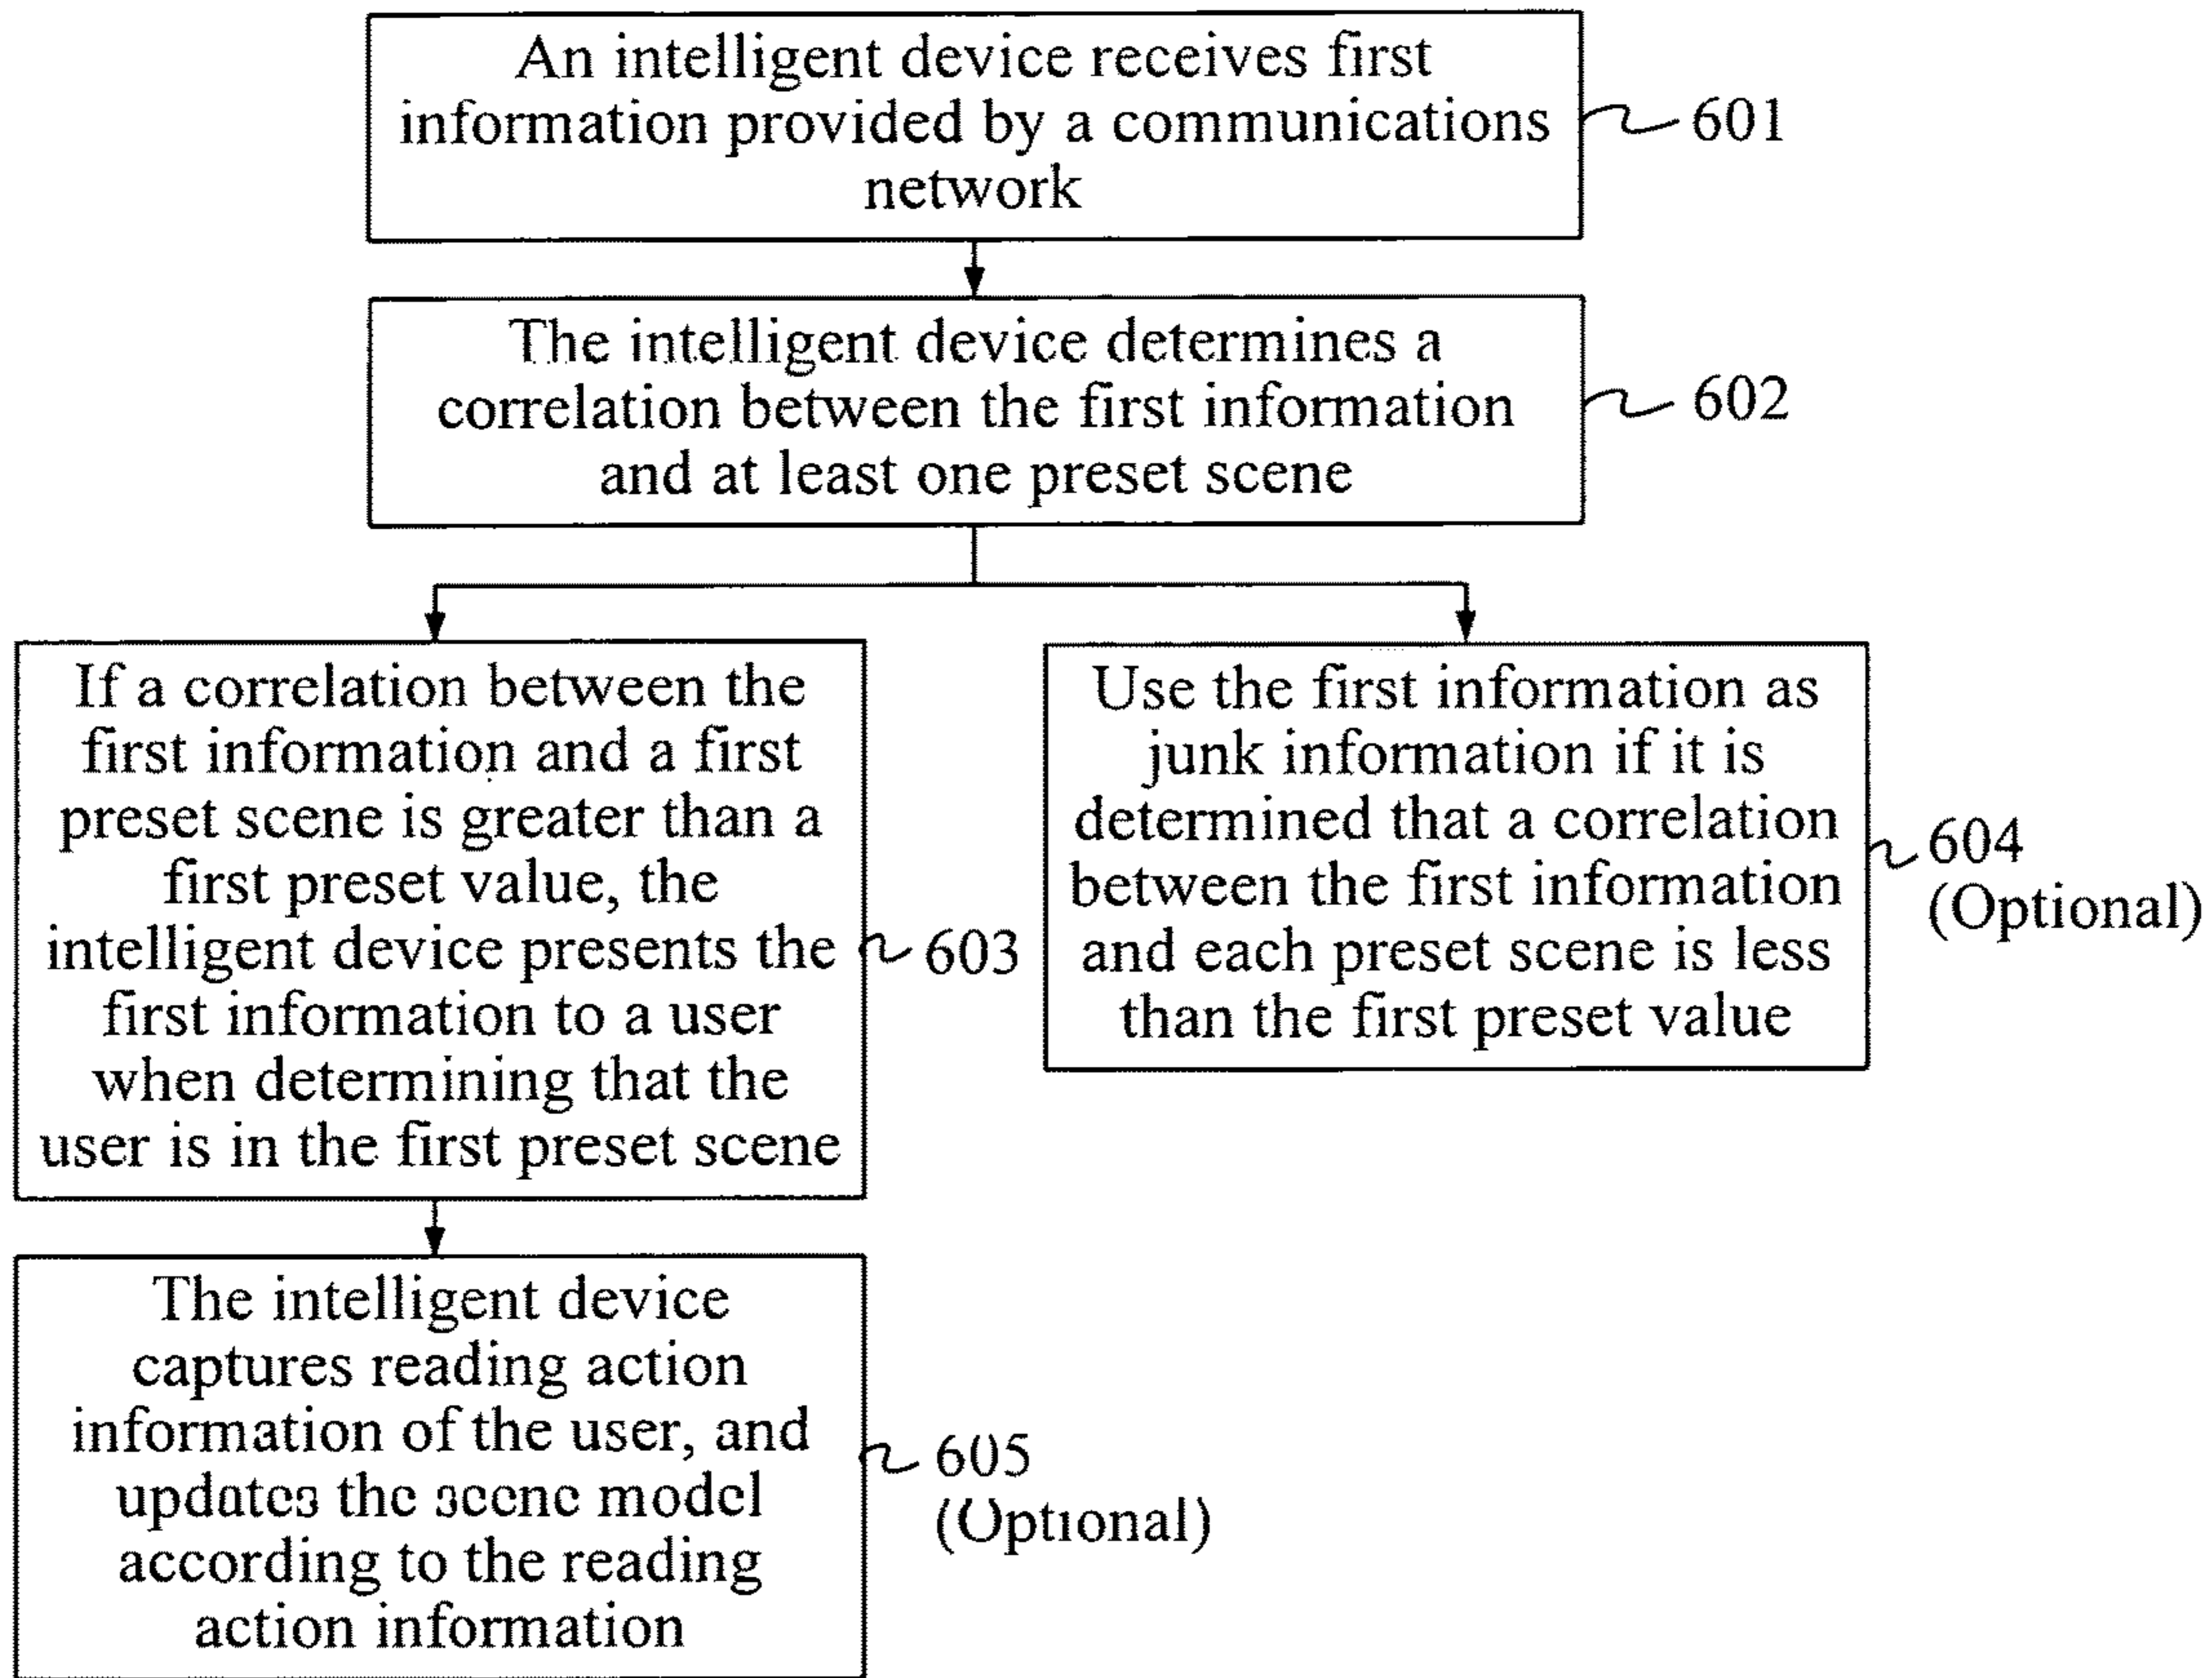 An intelligent device receives first
information provided by a communications
network
601
The intelligent device determines a
correlation between the first information
and at least one preset scene
602
If a correlation between the
first information and a first
preset scene is greater than a
first preset value, the
intelligent device presents the
first information to a user
when determining that the
user is in the first preset scene
603
Use the first information as
junk information if it is
determined that a correlation
between the first information
and each preset scene is less
than the first preset value
604
(Optional)
The intelligent device
captures reading action
information of the user, and
updates the scene model
according to the reading
action information
605
(Optional)